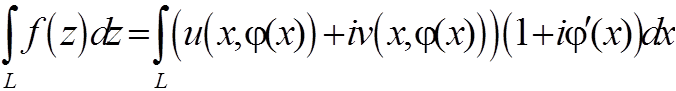 ∫_L f(z)dz=∫_L (u(x,φ(x))+iv(x,φ(x)))(1+iφ′(x))dx